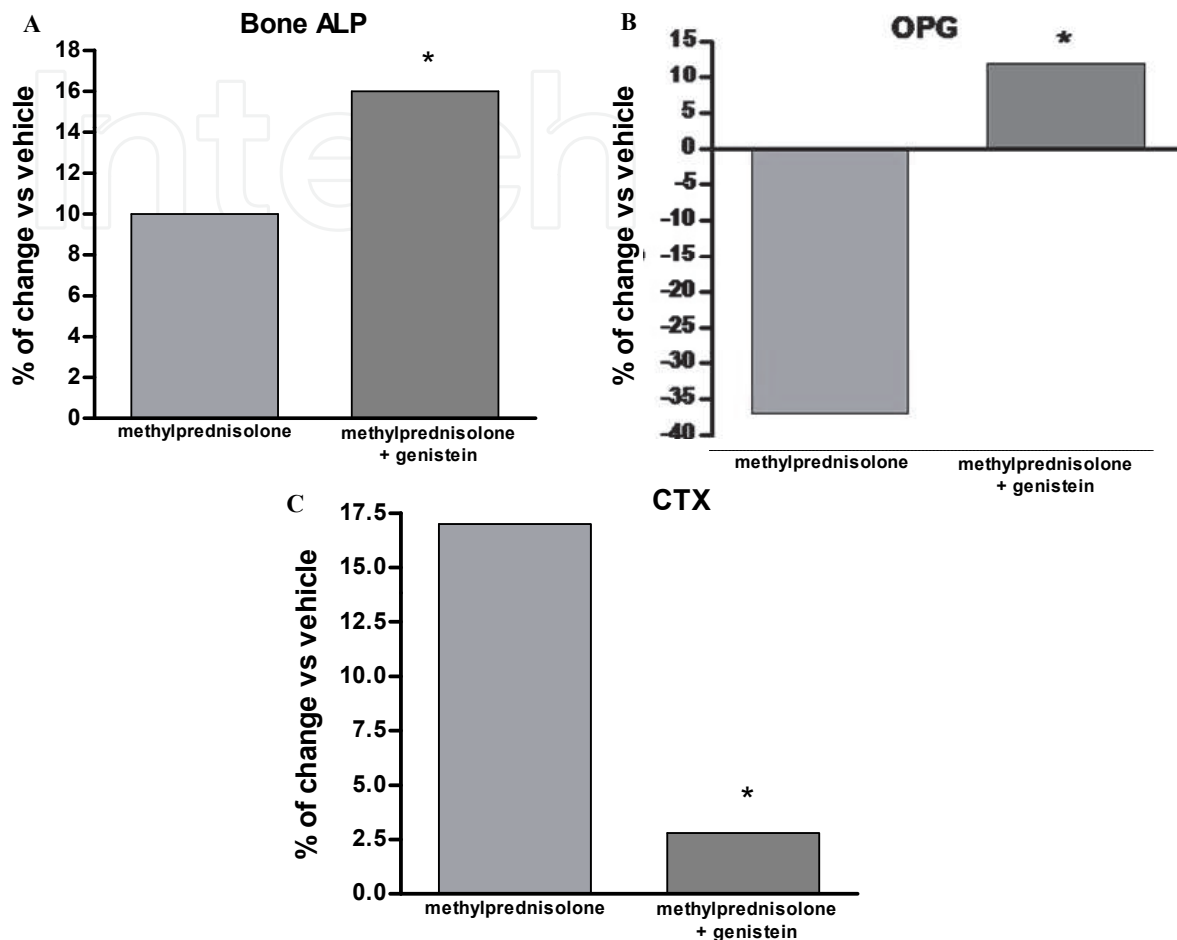 A
Bone ALP
% of change vs vehicle
18
16
14
12
10
8
6
4
2
0
*
methylprednisolone
methylprednisolone
+ genistein
B
OPG
% of change vs vehicle
15
10
5
0
-5
-10
-15
-20
-25
-30
-35
-40
*
methylprednisolone
methylprednisolone
+ genistein
C
CTX
% of change vs vehicle
17.5
15.0
12.5
10.0
7.5
5.0
2.5
0.0
*
methylprednisolone
methylprednisolone
+ genistein
Intech